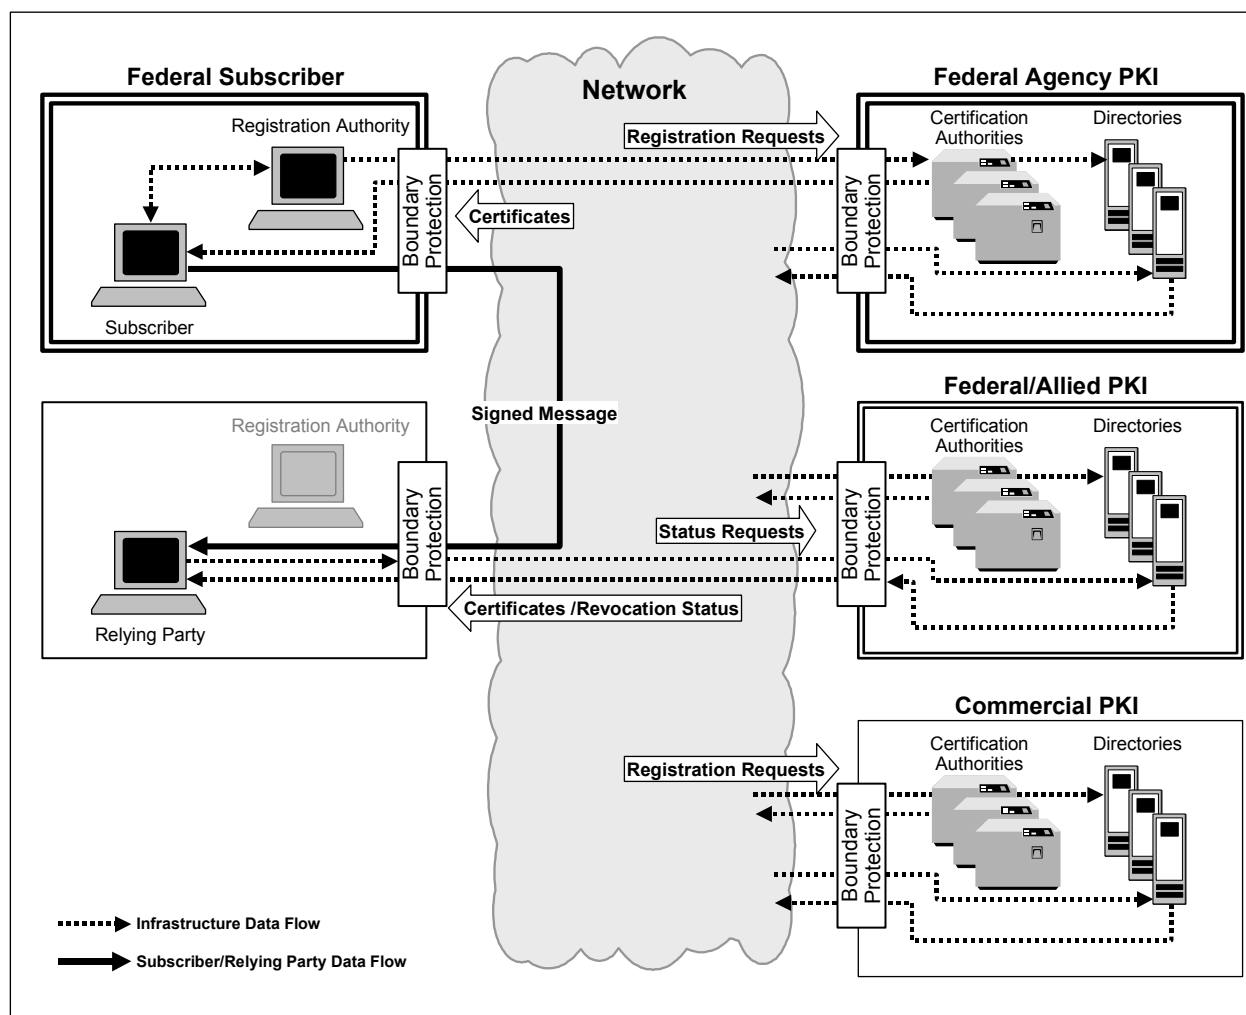 Federal Subscriber
Network
Federal Agency PKI
Registration Authority
Boundary
Protection
Subscriber
Registration Requests
Certificates
Boundary
Protection
Certification
Authorities
Directories
Signed Message
Registration Authority
Boundary
Protection
Relying Party
Federal/Allied PKI
Status Requests
Certificates /Revocation Status
Boundary
Protection
Certification
Authorities
Directories
Commercial PKI
Registration Requests
Boundary
Protection
Certification
Authorities
Directories
Infrastructure Data Flow
Subscriber/Relying Party Data Flow